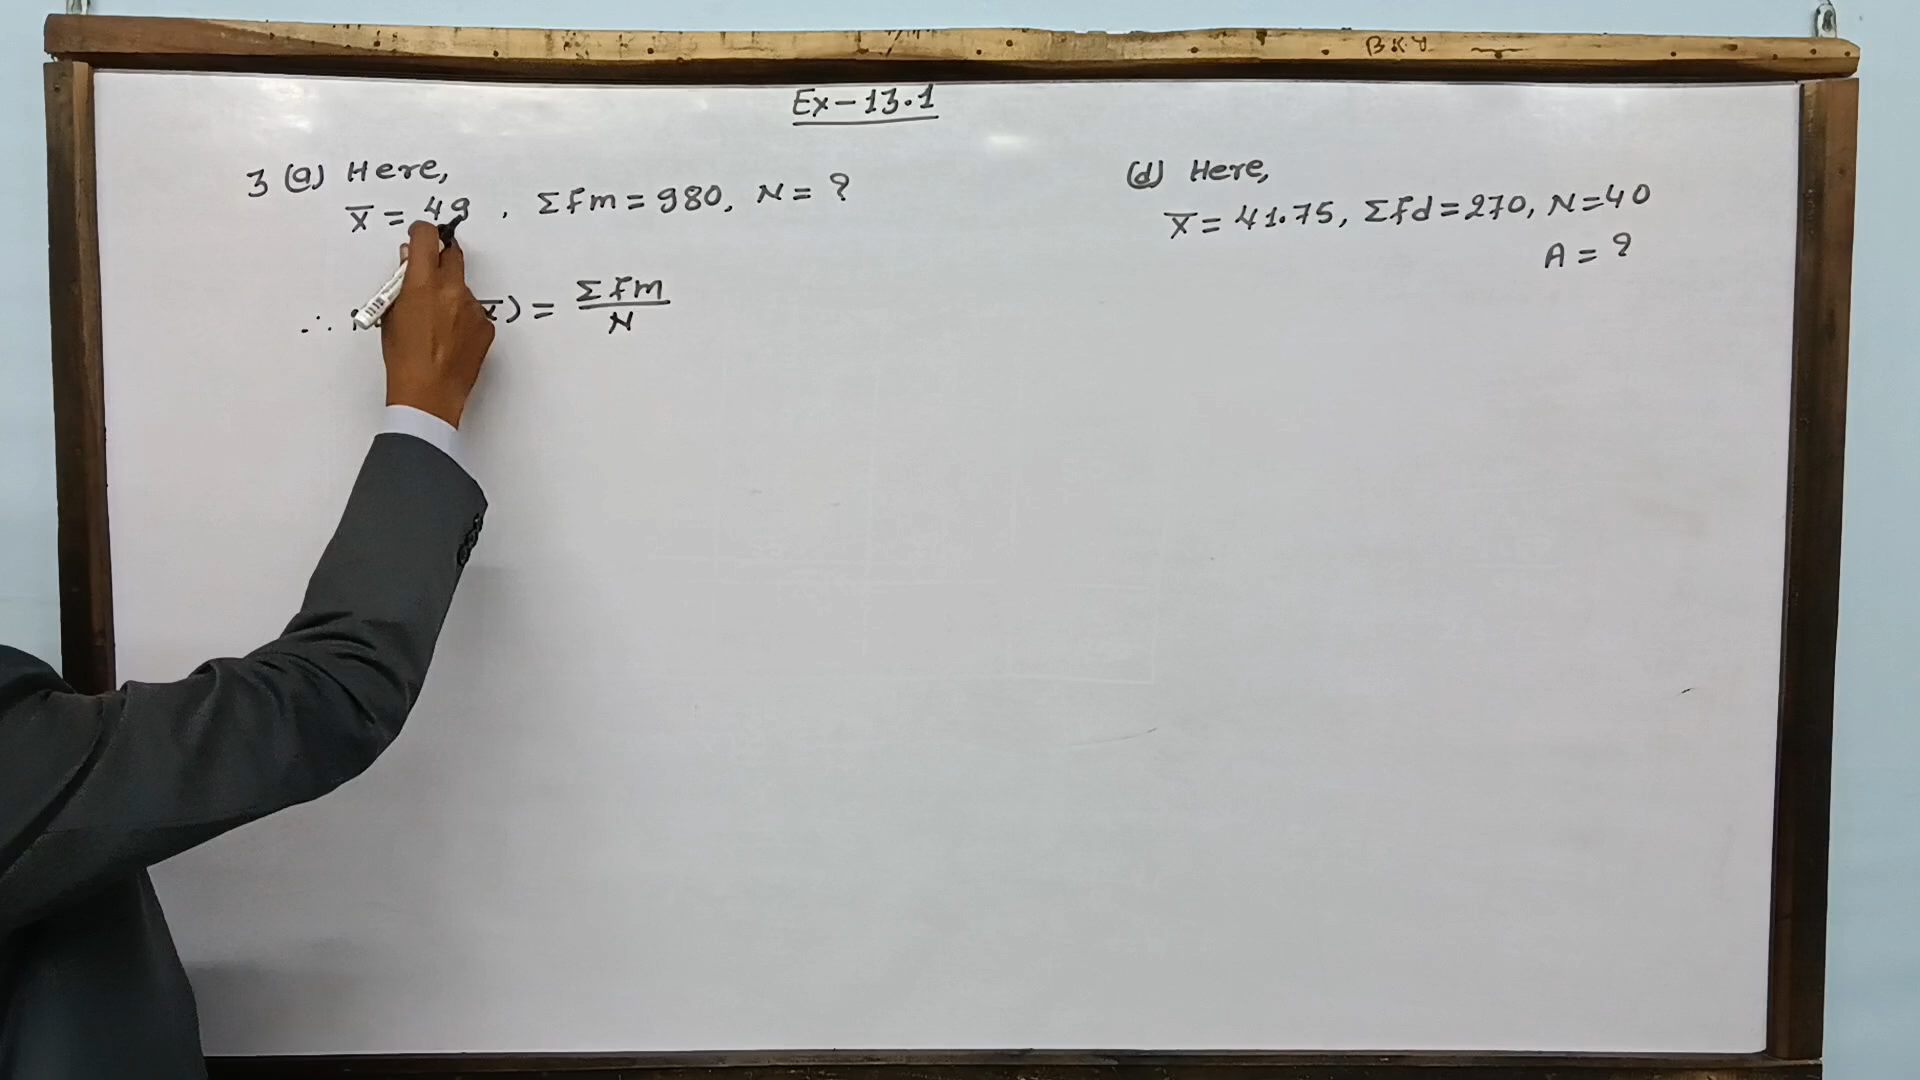 B.K.Y.
Ex-13.1
3 (a) Here,
x̄ = 49, Σfm = 980, N = ?
∴ x̄) = Σfm / N
(d) Here,
x̄ = 41.75, Σfd = 270, N = 40
A = ?